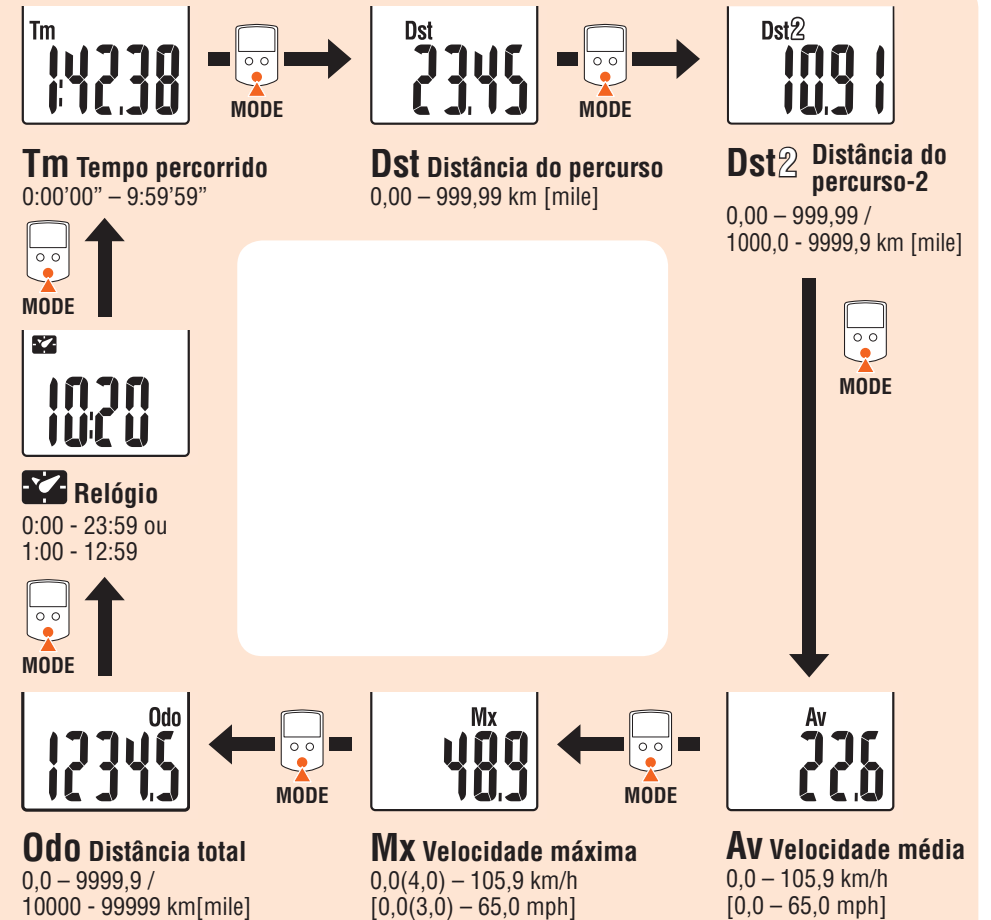 Tm
1:42.38
MODE
Dst
23.45
MODE
Dst2
10.91
Tm Tempo percorrido
0:00’00” – 9:59’59”
Dst Distância do percurso
0,00 – 999,99 km [mile]
Dst2 Distância do
percurso-2
0,00 – 999,99 /
1000,0 - 9999,9 km [mile]
MODE
MODE
10:20
Relógio
0:00 - 23:59 ou
1:00 - 12:59
MODE
Odo
1234.5
MODE
Mx
48.9
MODE
Av
22.6
Odo Distância total
0,0 – 9999,9 /
10000 - 99999 km[mile]
Mx Velocidade máxima
0,0(4,0) – 105,9 km/h
[0,0(3,0) – 65,0 mph]
Av Velocidade média
0,0 – 105,9 km/h
[0,0 – 65,0 mph]